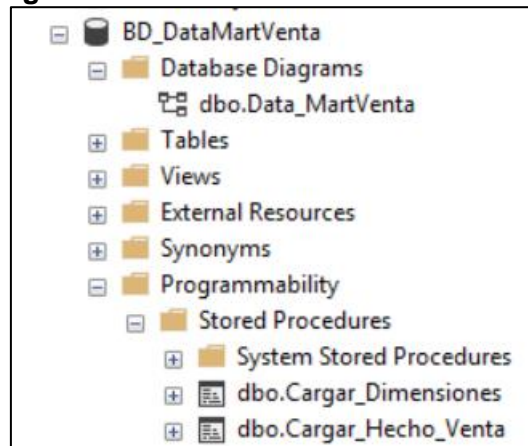 BD_DataMartVenta
Database Diagrams
dbo.Data_MartVenta
Tables
Views
External Resources
Synonyms
Programmability
Stored Procedures
System Stored Procedures
dbo.Cargar_Dimensiones
dbo.Cargar_Hecho_Venta